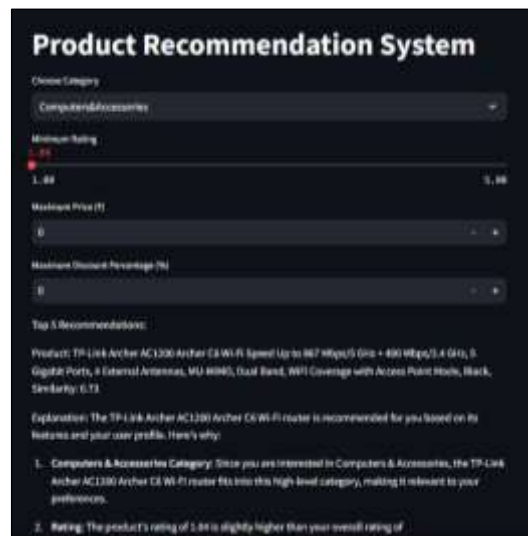 Product Recommendation System
Choose Category
Computers&Accessories
Minimum Rating
1.00
1.00 5.00
Maximum Price (₹)
0 - +
Maximum Discount Percentage (%)
0 - +
Top 5 Recommendations:
Product: TP-Link Archer AC1200 Archer C6 Wi-Fi Speed Up to 867 Mbps/5 GHz + 400 Mbps/2.4 GHz, 5
Gigabit Ports, 4 External Antennas, MU-MIMO, Dual Band, WiFi Coverage with Access Point Mode, Black,
Similarity: 0.73
Explanation: The TP-Link Archer AC1200 Archer C6 Wi-Fi router is recommended for you based on its
features and your user profile. Here's why:
1. Computers & Accessories Category: Since you are interested in Computers & Accessories, the TP-Link
Archer AC1200 Archer C6 Wi-Fi router fits into this high-level category, making it relevant to your
preferences.
2. Rating: The product's rating of is slightly higher than your overall rating of